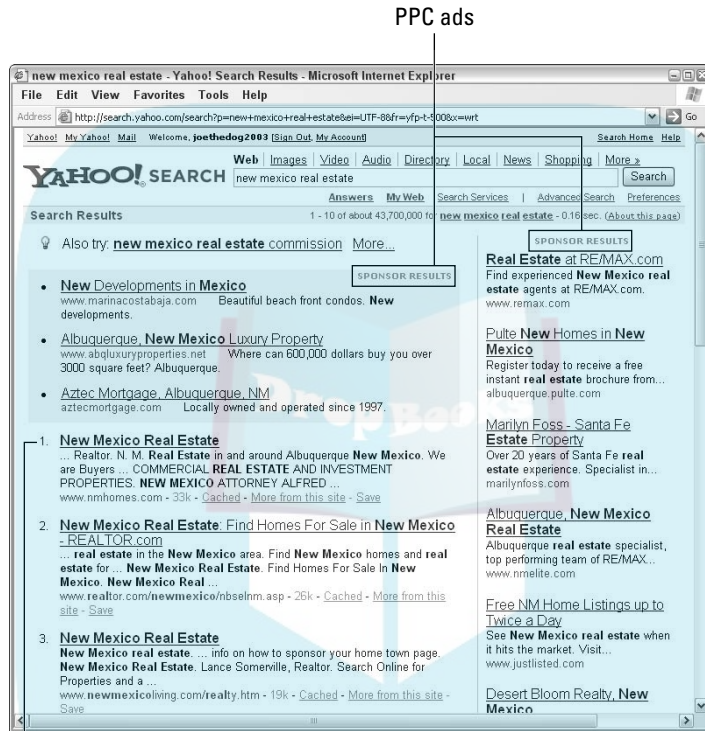 PPC ads
new mexico real estate - Yahoo! Search Results - Microsoft Internet Explorer
File Edit View Favorites Tools Help
Address http://search.yahoo.com/search?p=new+mexico+real+estate&ei=UTF-8&fr=yfp-t-500&x=wrt Go
Yahoo! My Yahoo! Mail Welcome, joethedog2003 [Sign Out, My Account] Search Home Help
Web | Images | Video | Audio | Directory | Local | News | Shopping | More »
YAHOO! SEARCH new mexico real estate Search
Answers My Web Search Services | Advanced Search Preferences
Search Results 1 - 10 of about 43,700,000 for new mexico real estate - 0.16 sec. (About this page)
Also try: new mexico real estate commission More...
SPONSOR RESULTS
• New Developments in Mexico
www.marinacostabaja.com Beautiful beach front condos. New
developments.
• Albuquerque, New Mexico Luxury Property
www.abqluxuryproperties.net Where can 600,000 dollars buy you over
3000 square feet? Albuquerque.
• Aztec Mortgage, Albuquerque, NM
aztecmortgage.com Locally owned and operated since 1997.
1. New Mexico Real Estate
... Realtor. N. M. Real Estate in and around Albuquerque New Mexico. We
are Buyers ... COMMERCIAL REAL ESTATE AND INVESTMENT
PROPERTIES. NEW MEXICO ATTORNEY ALFRED ...
www.nmhomes.com - 33k - Cached - More from this site - Save
2. New Mexico Real Estate: Find Homes For Sale in New Mexico
- REALTOR.com
... real estate in the New Mexico area. Find New Mexico homes and real
estate for ... New Mexico Real Estate. Find Homes For Sale In New
Mexico. New Mexico Real ...
www.realtor.com/newmexico/nbselnm.asp - 26k - Cached - More from this
site - Save
3. New Mexico Real Estate
New Mexico real estate. ... info on how to sponsor your home town page.
New Mexico Real Estate. Lance Somerville, Realtor. Search Online for
Properties and a ...
www.newmexicoliving.com/realty.htm - 19k - Cached - More from this site -
Save
SPONSOR RESULTS
Real Estate at RE/MAX.com
Find experienced New Mexico real
estate agents at RE/MAX.com.
www.remax.com
Pulte New Homes in New
Mexico
Register today to receive a free
instant real estate brochure from...
albuquerque.pulte.com
Marilyn Foss - Santa Fe
Estate Property
Over 20 years of Santa Fe real
estate experience. Specialist in...
marilynfoss.com
Albuquerque, New Mexico
Real Estate
Albuquerque real estate specialist,
top performing team of RE/MAX...
www.nmelite.com
Free NM Home Listings up to
Twice a Day
See New Mexico real estate when
it hits the market. Visit...
www.justlisted.com
Desert Bloom Realty, New
Mexico
DropBooks